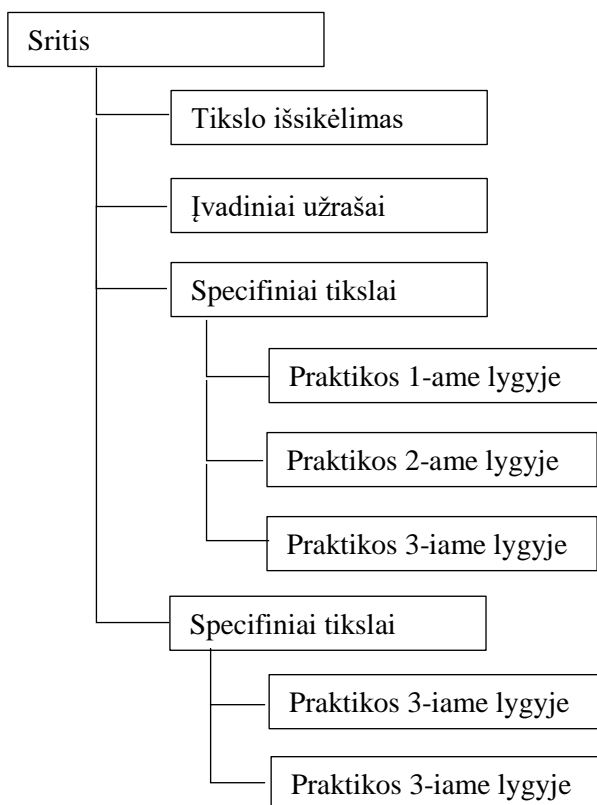 Sritis
Tikslo išsikėlimas
Įvadiniai užrašai
Specifiniai tikslai
Praktikos 1-ame lygyje
Praktikos 2-ame lygyje
Praktikos 3-iame lygyje
Specifiniai tikslai
Praktikos 3-iame lygyje
Praktikos 3-iame lygyje